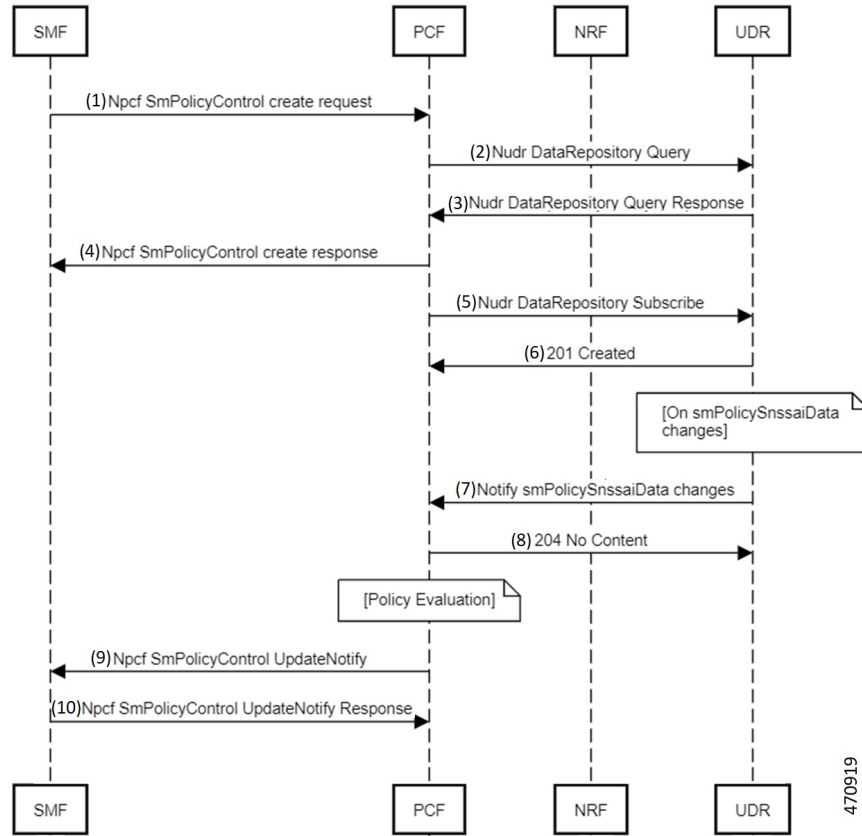 SMF
PCF
NRF
UDR
(1)Npcf SmPolicyControl create request
(2)Nudr DataRepository Query
(3)Nudr DataRepository Query Response
(4)Npcf SmPolicyControl create response
(5)Nudr DataRepository Subscribe
(6)201 Created
[On smPolicySnssaiData
changes]
(7)Notify smPolicySnssaiData changes
(8) 204 No Content
[Policy Evaluation]
(9) Npcf SmPolicyControl UpdateNotify
(10)Npcf SmPolicyControl UpdateNotify Response
SMF
PCF
NRF
UDR
470919